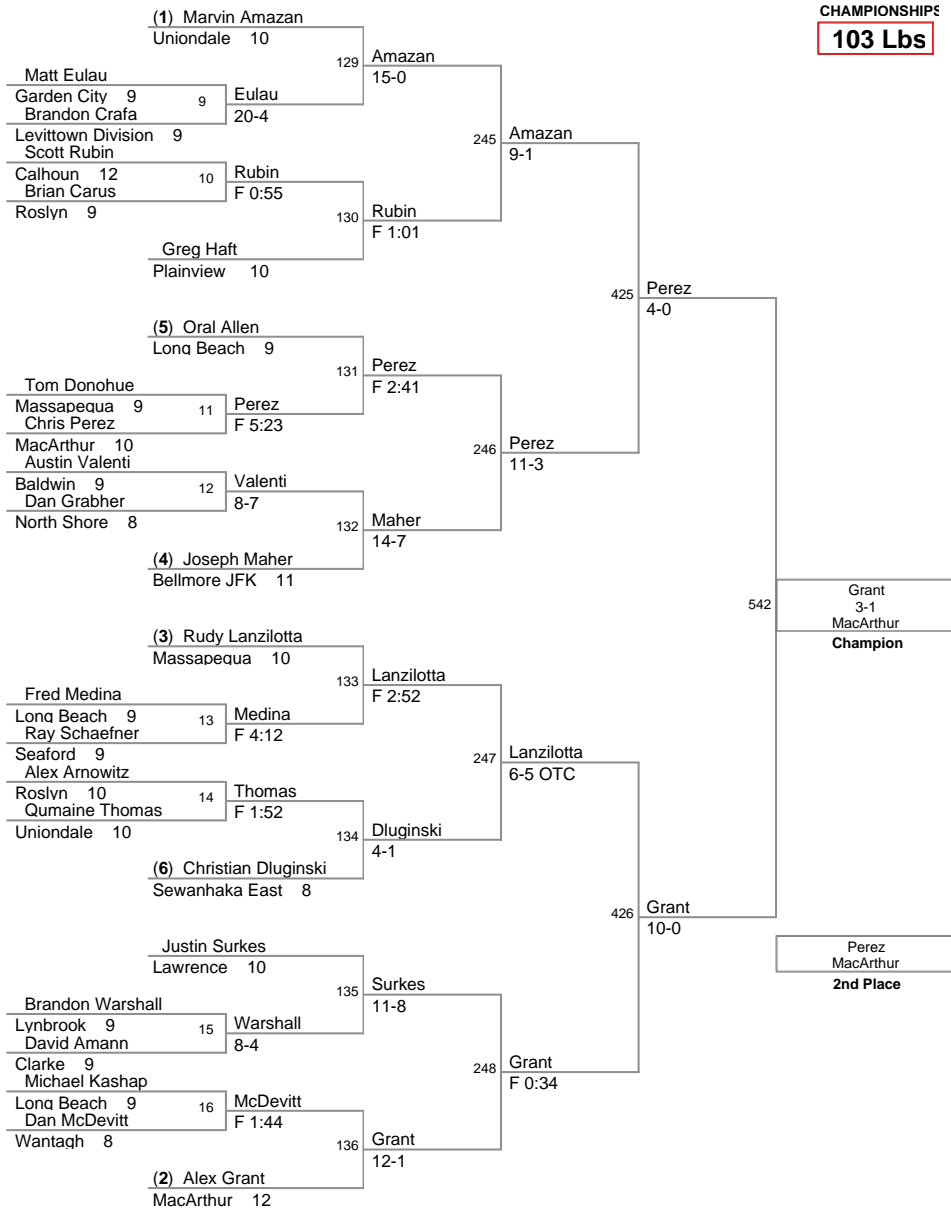 CHAMPIONSHIPS
103 Lbs
(1) Marvin Amazan
Uniondale 10
129
Amazan
15-0
Matt Eulau
Garden City 9
Brandon Crafa
Levittown Division 9
9
Eulau
20-4
245
Amazan
9-1
Scott Rubin
Calhoun 12
Brian Carus
Roslyn 9
10
Rubin
F 0:55
130
Rubin
F 1:01
Greg Haft
Plainview 10
425
Perez
4-0
(5) Oral Allen
Long Beach 9
131
Perez
F 2:41
Tom Donohue
Massapequa 9
Chris Perez
MacArthur 10
11
Perez
F 5:23
246
Perez
11-3
Austin Valenti
Baldwin 9
Dan Grabher
North Shore 8
12
Valenti
8-7
132
Maher
14-7
(4) Joseph Maher
Bellmore JFK 11
542
Grant
3-1
MacArthur
Champion
(3) Rudy Lanzilotta
Massapequa 10
133
Lanzilotta
F 2:52
Fred Medina
Long Beach 9
Ray Schaefner
Seaford 9
13
Medina
F 4:12
247
Lanzilotta
6-5 OTC
Alex Arnowitz
Roslyn 10
Qumaine Thomas
Uniondale 10
14
Thomas
F 1:52
134
Dluginski
4-1
(6) Christian Dluginski
Sewanhaka East 8
426
Grant
10-0
Perez
MacArthur
2nd Place
Justin Surkes
Lawrence 10
135
Surkes
11-8
Brandon Warshall
Lynbrook 9
David Amann
Clarke 9
15
Warshall
8-4
248
Grant
F 0:34
Michael Kashap
Long Beach 9
Dan McDevitt
Wantagh 8
16
McDevitt
F 1:44
136
Grant
12-1
(2) Alex Grant
MacArthur 12